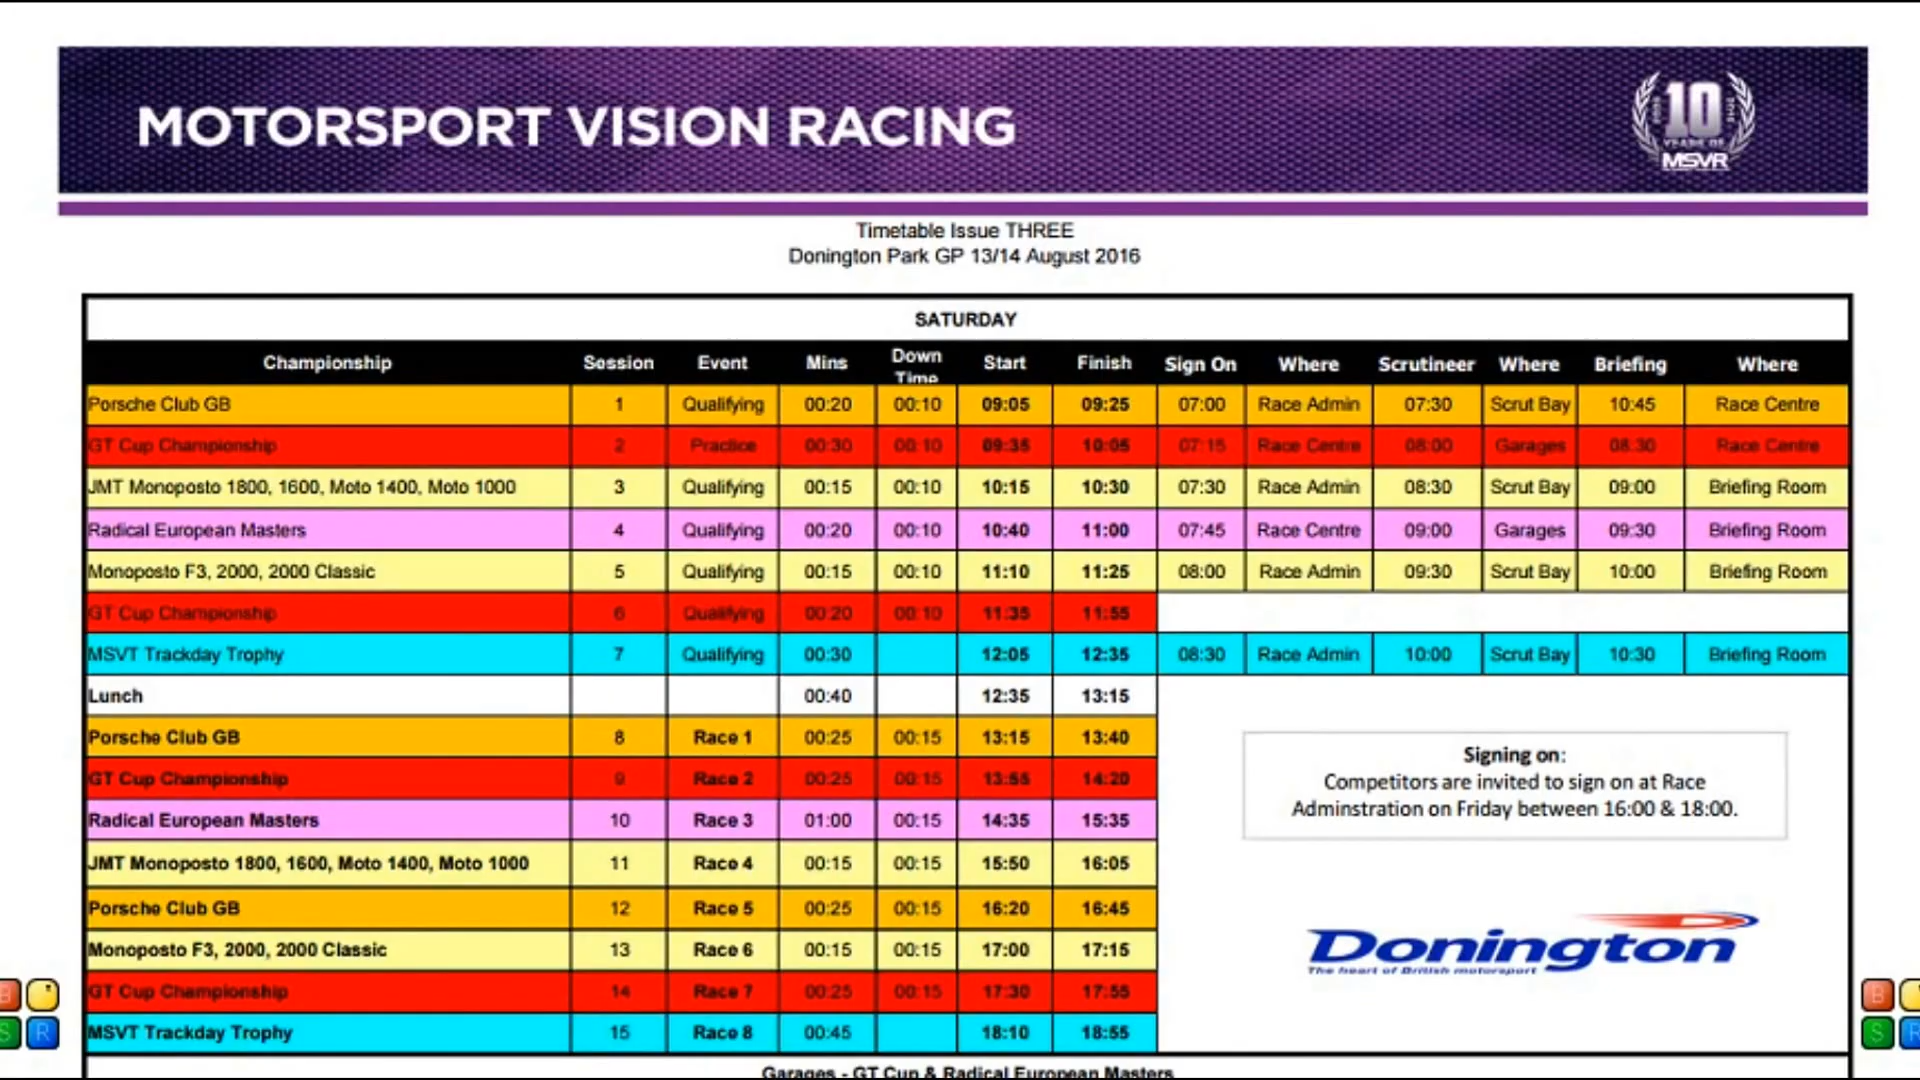 MOTORSPORT VISION RACING
10
YEARS OF
MSVR
Timetable Issue THREE
Donington Park GP 13/14 August 2016
SATURDAY
Championship Session Event Mins Down Time Start Finish Sign On Where Scrutineer Where Briefing Where
Porsche Club GB 1 Qualifying 00:20 00:10 09:05 09:25 07:00 Race Admin 07:30 Scrut Bay 10:45 Race Centre
GT Cup Championship 2 Practice 00:30 00:10 09:35 10:05 07:15 Race Centre 08:00 Garages 08:30 Race Centre
JMT Monoposto 1800, 1600, Moto 1400, Moto 1000 3 Qualifying 00:15 00:10 10:15 10:30 07:30 Race Admin 08:30 Scrut Bay 09:00 Briefing Room
Radical European Masters 4 Qualifying 00:20 00:10 10:40 11:00 07:45 Race Centre 09:00 Garages 09:30 Briefing Room
Monoposto F3, 2000, 2000 Classic 5 Qualifying 00:15 00:10 11:10 11:25 08:00 Race Admin 09:30 Scrut Bay 10:00 Briefing Room
GT Cup Championship 6 Qualifying 00:20 00:10 11:35 11:55
MSVT Trackday Trophy 7 Qualifying 00:30 12:05 12:35 08:30 Race Admin 10:00 Scrut Bay 10:30 Briefing Room
Lunch 00:40 12:35 13:15
Porsche Club GB 8 Race 1 00:25 00:15 13:15 13:40
GT Cup Championship 9 Race 2 00:25 00:15 13:55 14:20
Radical European Masters 10 Race 3 01:00 00:15 14:35 15:35
JMT Monoposto 1800, 1600, Moto 1400, Moto 1000 11 Race 4 00:15 00:15 15:50 16:05
Porsche Club GB 12 Race 5 00:25 00:15 16:20 16:45
Monoposto F3, 2000, 2000 Classic 13 Race 6 00:15 00:15 17:00 17:15
GT Cup Championship 14 Race 7 00:25 00:15 17:30 17:55
MSVT Trackday Trophy 15 Race 8 00:45 18:10 18:55
Signing on:
Competitors are invited to sign on at Race
Adminstration on Friday between 16:00 & 18:00.
Donington
The heart of British motorsport
B
S R
B
S R
Garages - GT Cup & Radical European Masters